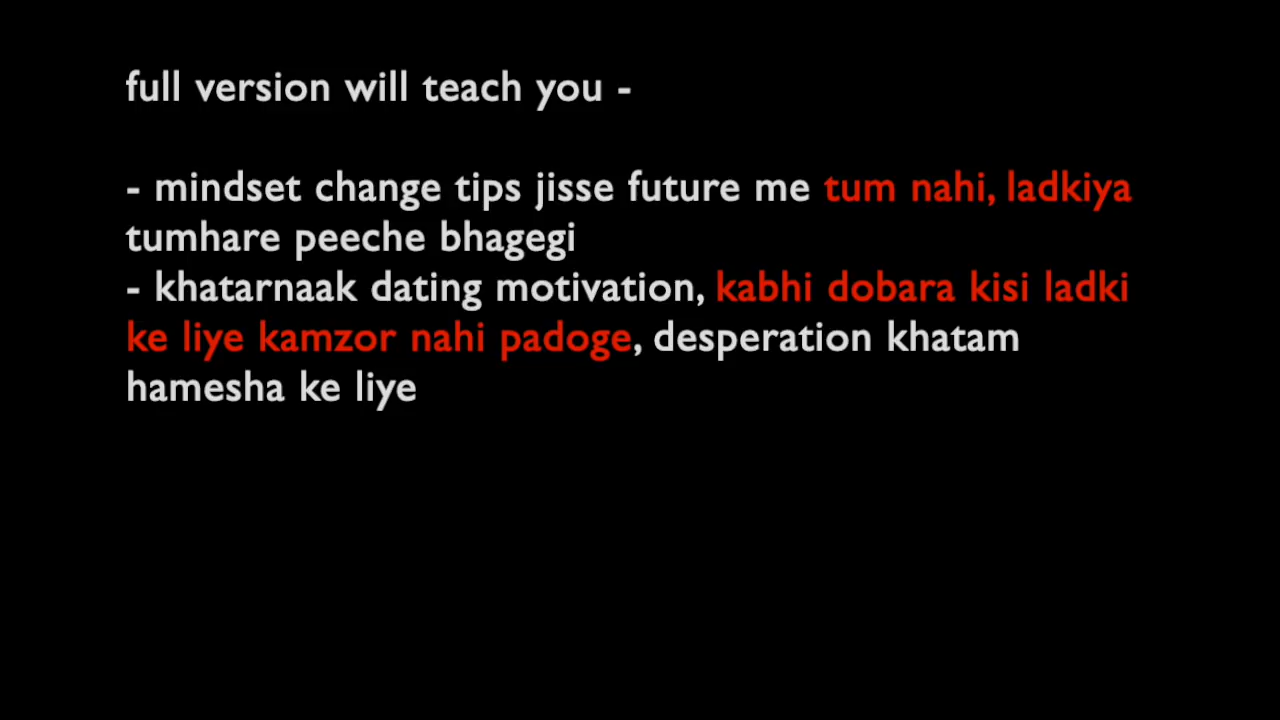 full version will teach you -
- mindset change tips jisse future me tum nahi, ladkiya
tumhare peeche bhagegi
- khatarnaak dating motivation, kabhi dobara kisi ladki
ke liye kamzor nahi padoge, desperation khatam
hamesha ke liye